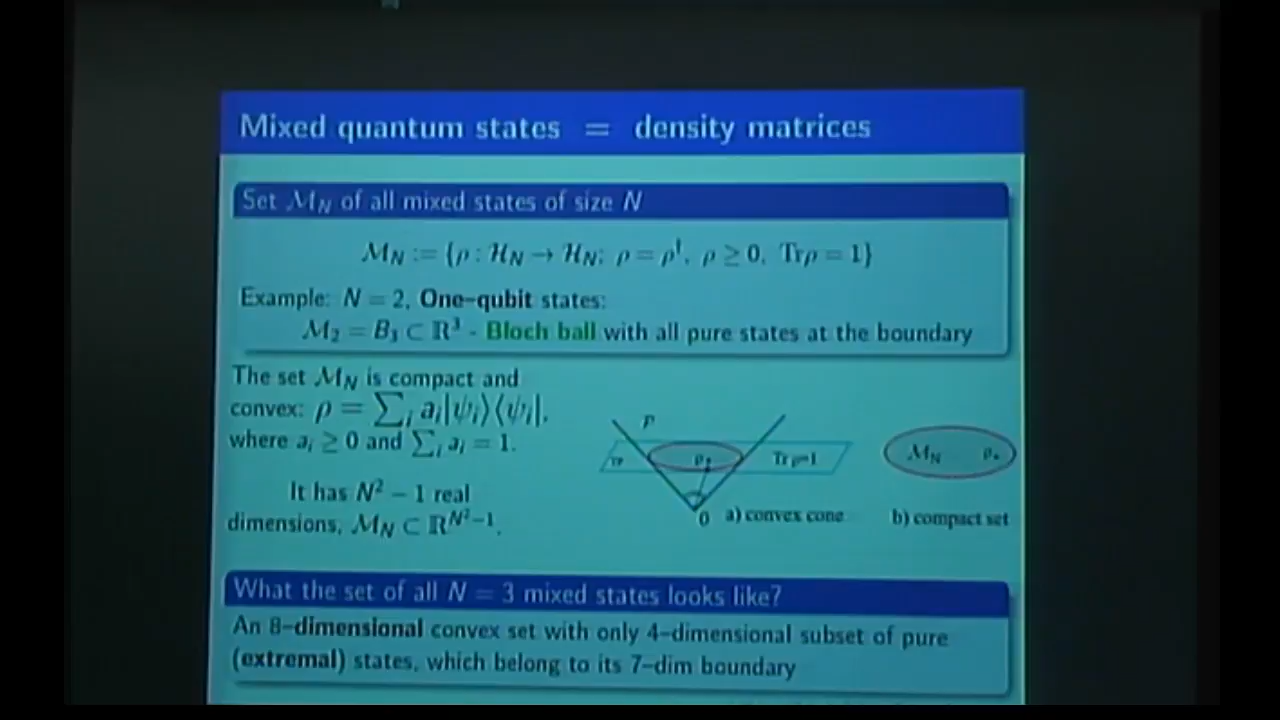 Mixed quantum states = density matrices
Set ℳ_N of all mixed states of size N
ℳ_N := {ρ : ℋ_N → ℋ_N; ρ = ρ†, ρ ≥ 0, Trρ = 1}
Example: N = 2, One-qubit states:
ℳ_2 = B_3 ⊂ ℝ^3 - Bloch ball with all pure states at the boundary
The set ℳ_N is compact and
convex: ρ = ∑_i a_i|ψ_i⟩⟨ψ_i|,
where a_i ≥ 0 and ∑_i a_i = 1.
It has N² − 1 real
dimensions, ℳ_N ⊂ ℝ^{N²−1}.
P
ρ*
Tr ρ=1
0 a) convex cone
ℳ_N ρ*
b) compact set
What the set of all N = 3 mixed states looks like?
An 8-dimensional convex set with only 4-dimensional subset of pure
(extremal) states, which belong to its 7-dim boundary